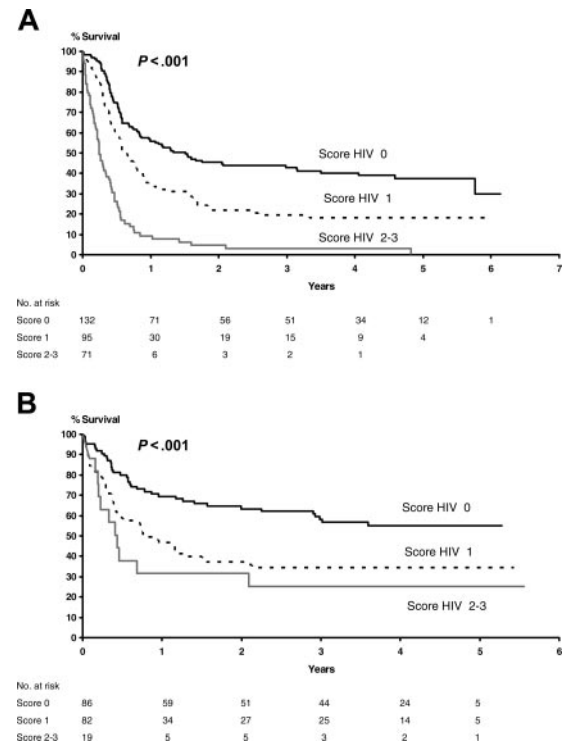 A
% Survival
P<.001
100
90
80
70
60
50
40
30
20
10
0
Score HIV 0
Score HIV 1
Score HIV 2-3
0 1 2 3 4 5 6 7
Years
No. at risk
Score 0 132 71 56 51 34 12 1
Score 1 95 30 19 15 9 4
Score 2-3 71 6 3 2 1
B
% Survival
P<.001
100
90
80
70
60
50
40
30
20
10
0
Score HIV 0
Score HIV 1
Score HIV 2-3
0 1 2 3 4 5 6
Years
No. at risk
Score 0 86 59 51 44 24 5
Score 1 82 34 27 25 14 5
Score 2-3 19 5 5 3 2 1